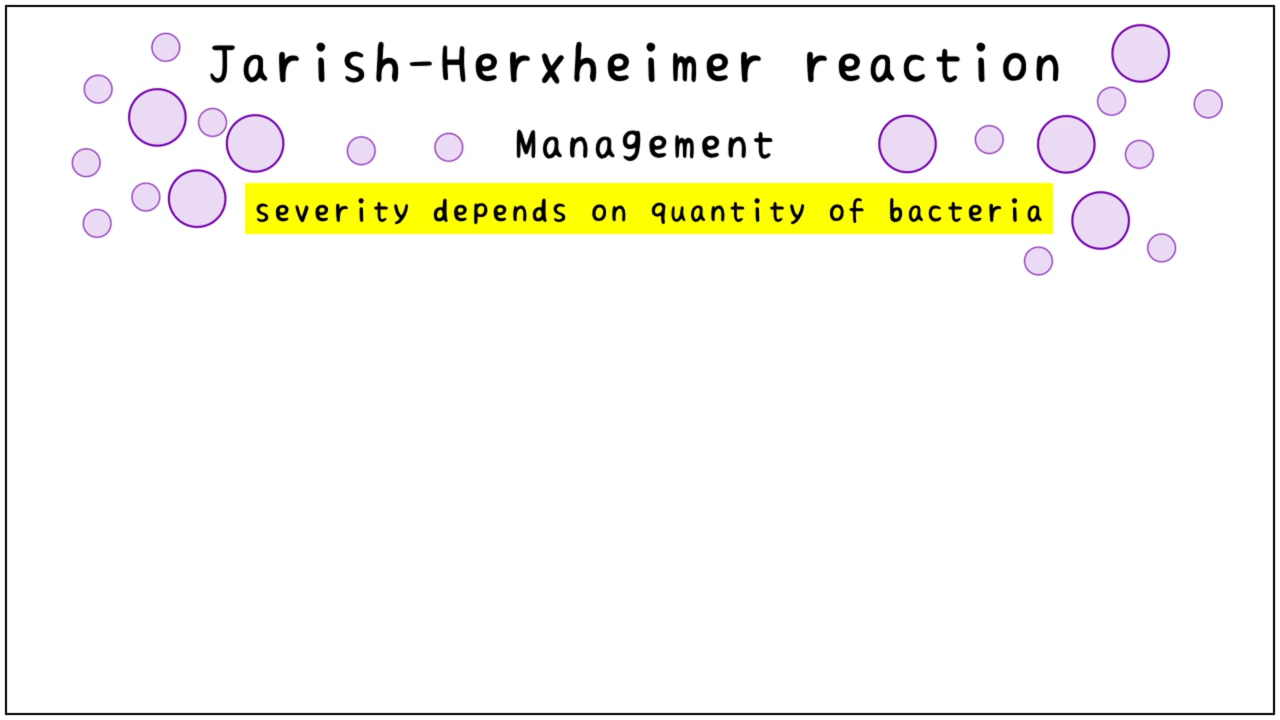 Jarish-Herxheimer reaction
Management
severity depends on quantity of bacteria